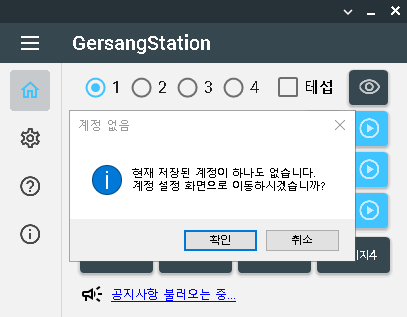 GersangStation
1 2 3 4 테섭
계정 없음
현재 저장된 계정이 하나도 없습니다.
계정 설정 화면으로 이동하시겠습니까?
확인 취소
지4
공지사항 불러오는 중...